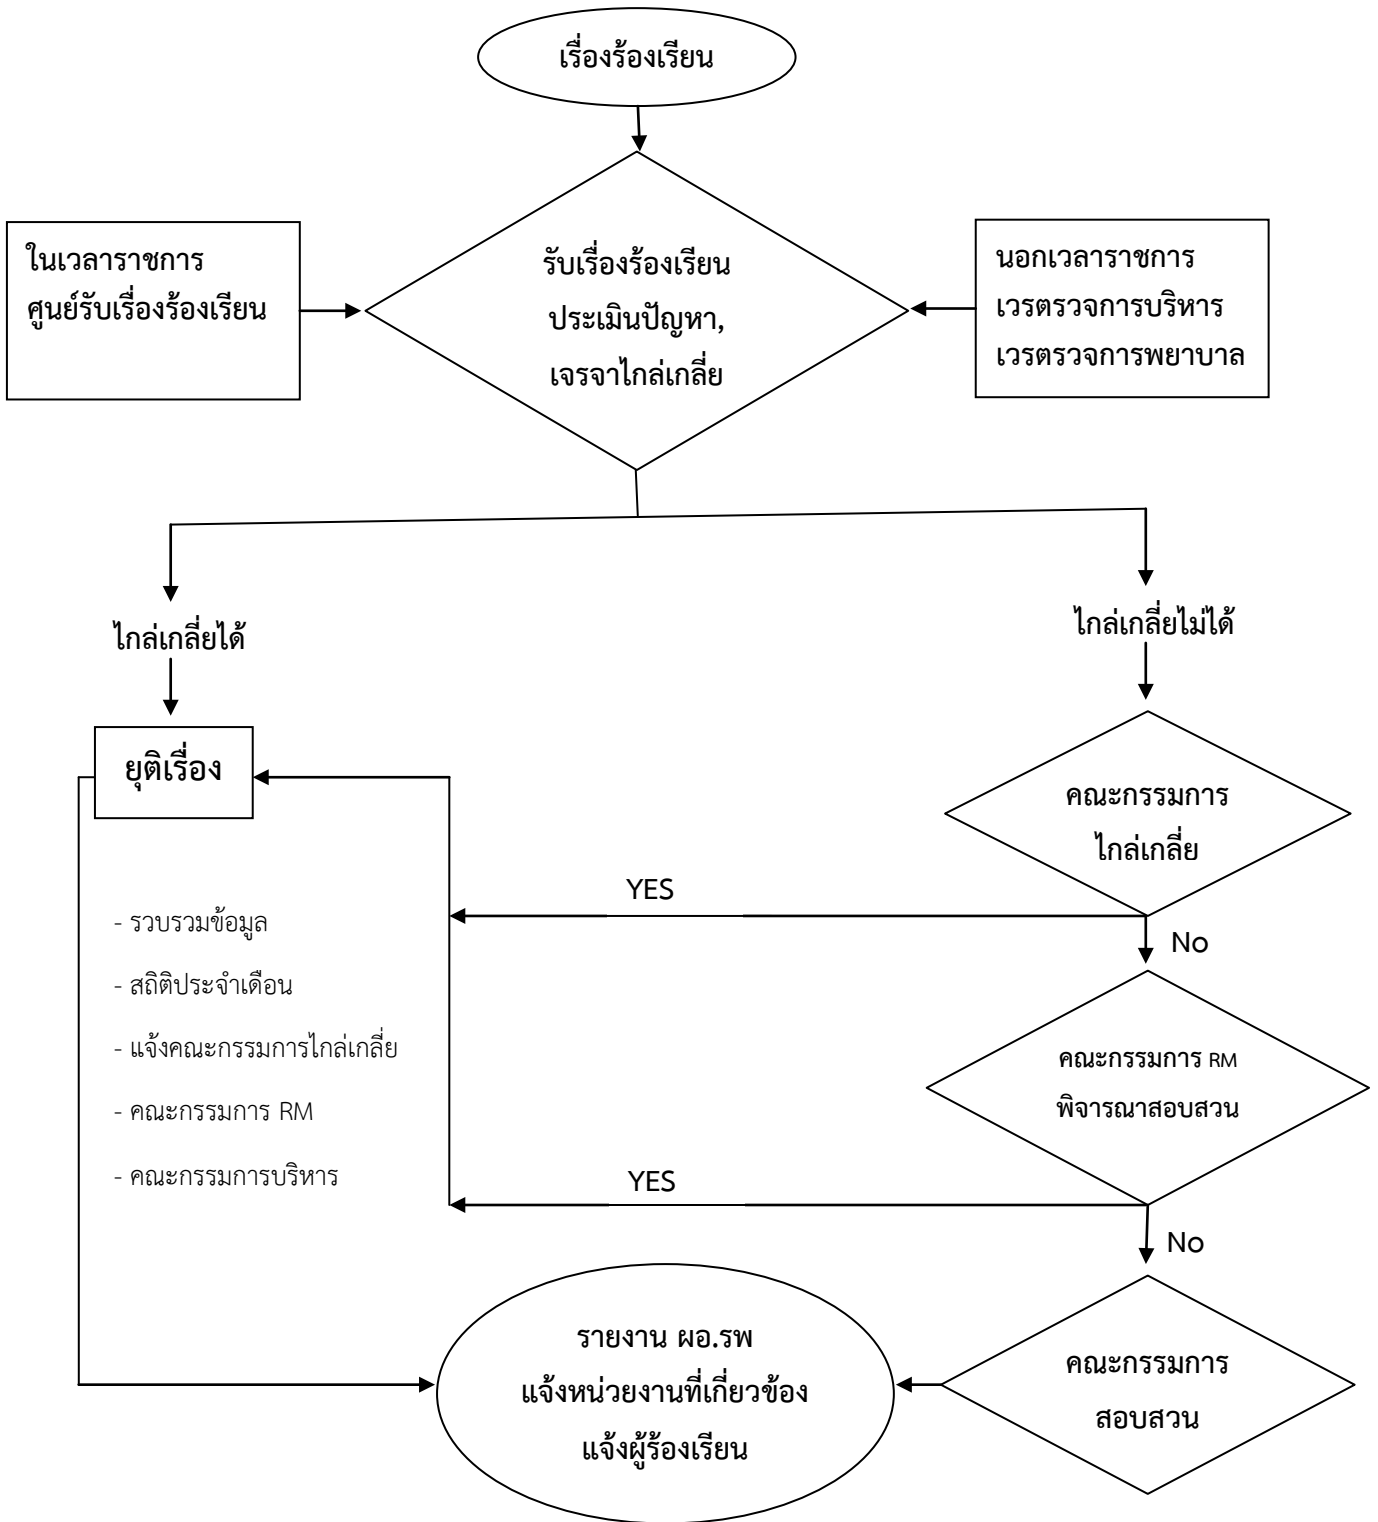 เรื่องร้องเรียน
ในเวลาราชการ
ศูนย์รับเรื่องร้องเรียน
รับเรื่องร้องเรียน
ประเมินปัญหา,
เจรจาไกล่เกลี่ย
นอกเวลาราชการ
เวรตรวจการบริหาร
เวรตรวจการพยาบาล
ไกล่เกลี่ยได้
ไกล่เกลี่ยไม่ได้
ยุติเรื่อง
คณะกรรมการ
ไกล่เกลี่ย
YES
No
- รวบรวมข้อมูล
- สถิติประจำเดือน
- แจ้งคณะกรรมการไกล่เกลี่ย
- คณะกรรมการ RM
- คณะกรรมการบริหาร
คณะกรรมการ RM
พิจารณาสอบสวน
YES
No
รายงาน ผอ.รพ
แจ้งหน่วยงานที่เกี่ยวข้อง
แจ้งผู้ร้องเรียน
คณะกรรมการ
สอบสวน